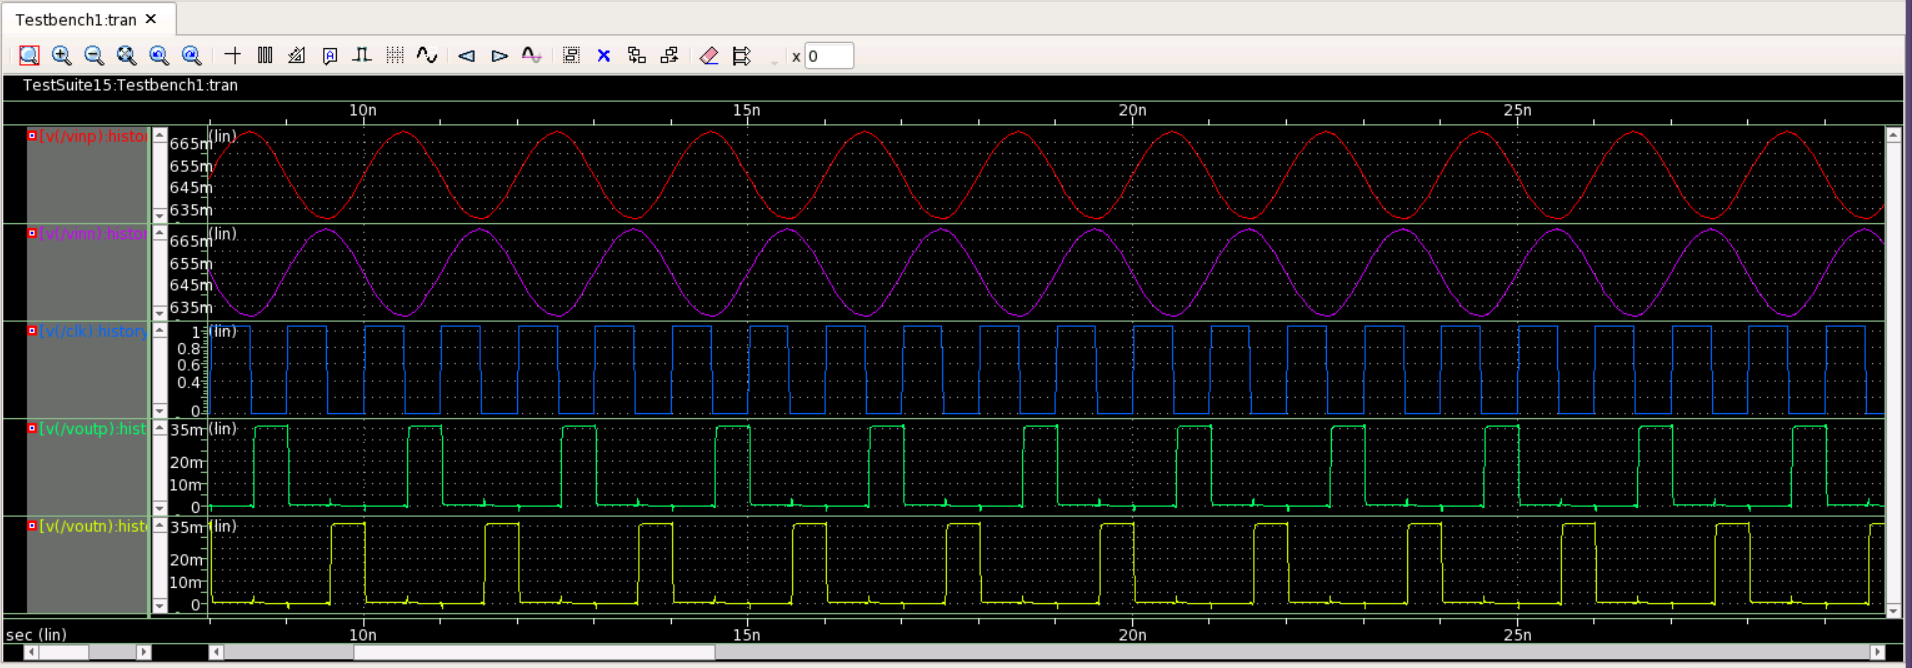 Testbench1:tran
x 0
TestSuite15:Testbench1:tran
10n 15n 20n 25n
[v(/vinp):histo
665m (lin)
655m
645m
635m
[v(/vinn):histo
665m (lin)
655m
645m
635m
[v(/clk):history
1 (lin)
0.8
0.6
0.4
0
[v(/voutp):hist
35m (lin)
20m
10m
0
[v(/voutn):hist
35m (lin)
20m
10m
0
sec (lin) 10n 15n 20n 25n